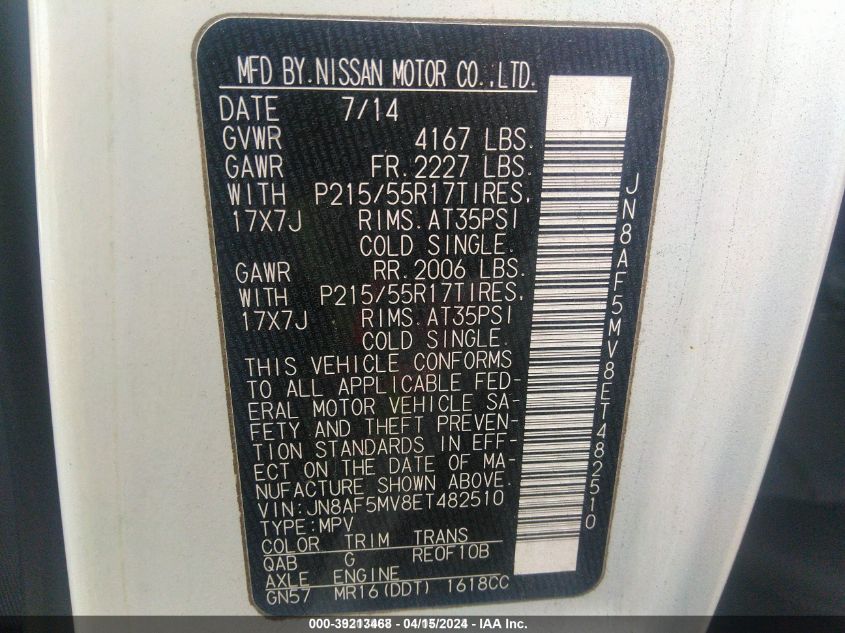 MFD BY.NISSAN MOTOR CO.,LTD.
DATE 7/14
GVWR 4167 LBS.
GAWR FR.2227 LBS.
WITH P215/55R17TIRES,
17X7J RIMS.AT35PSI
COLD SINGLE.
GAWR RR.2006 LBS.
WITH P215/55R17TIRES,
17X7J RIMS.AT35PSI
COLD SINGLE.
THIS VEHICLE CONFORMS
TO ALL APPLICABLE FED-
ERAL MOTOR VEHICLE SA-
FETY AND THEFT PREVEN-
TION STANDARDS IN EFF-
ECT ON THE DATE OF MA-
NUFACTURE SHOWN ABOVE.
VIN:JN8AF5MV8ET482510
TYPE:MPV
COLOR TRIM TRANS
QAB G RE0F10B
AXLE ENGINE
GN57 MR16(DDT) 1618CC
JN8AF5MV8ET482510
000-39213468 - 04/15/2024 - IAA Inc.